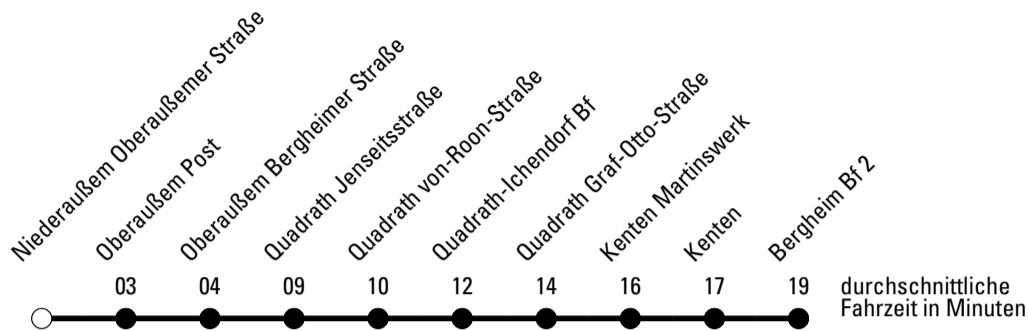 Niederaußem Oberaußemer Straße
Oberaußem Post
Oberaußem Bergheimer Straße
Quadrath Jenseitsstraße
Quadrath von-Roon-Straße
Quadrath-Ichendorf Bf
Quadrath Graf-Otto-Straße
Kenten Martinswerk
Kenten
Bergheim Bf 2
03 04 09 10 12 14 16 17 19
durchschnittliche
Fahrzeit in Minuten